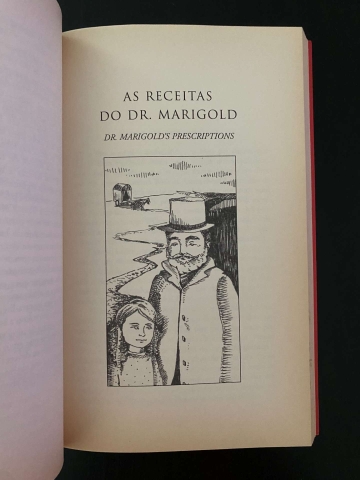 AS RECEITAS
DO DR. MARIGOLD
DR. MARIGOLD'S PRESCRIPTIONS